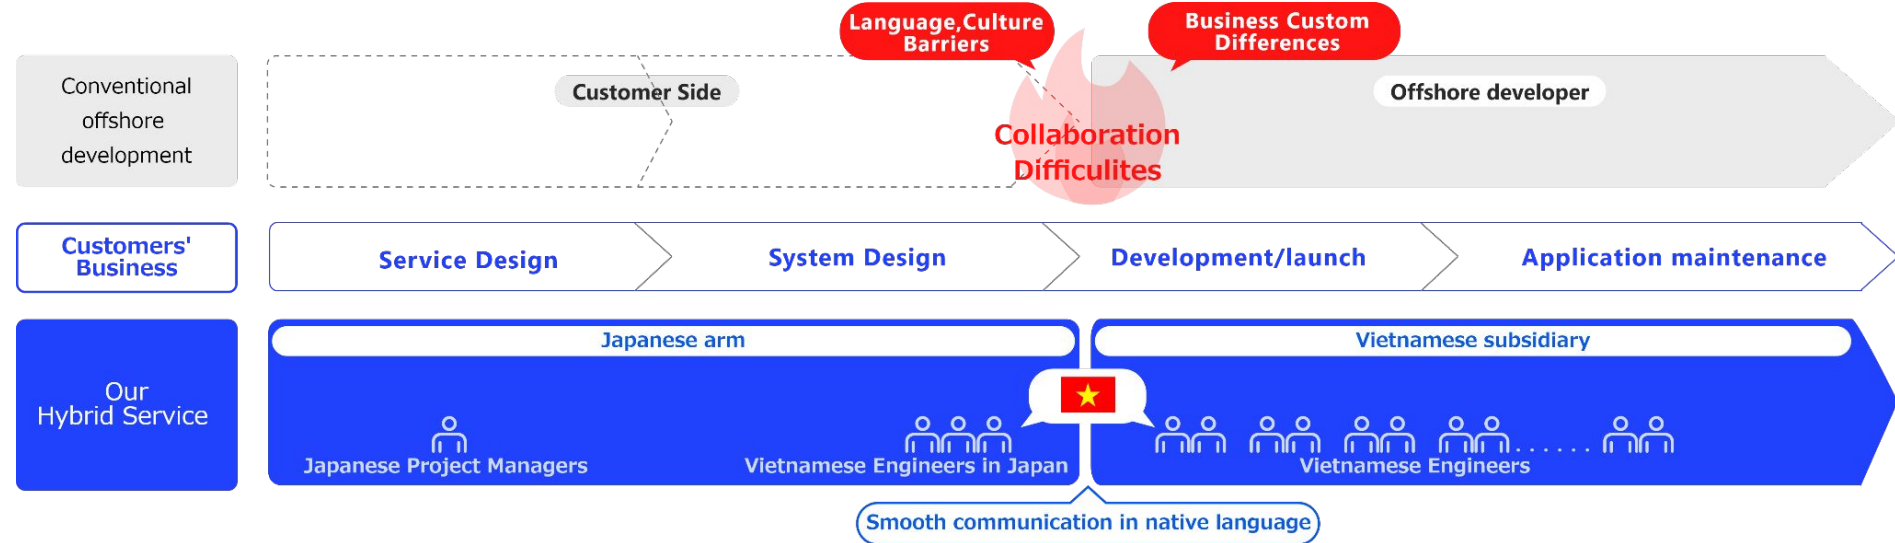 Language,Culture
Barriers
Business Custom
Differences
Conventional
offshore
development
Customer Side
Offshore developer
Collaboration
Difficulites
Customers'
Business
Service Design
System Design
Development/launch
Application maintenance
Our
Hybrid Service
Japanese arm
Vietnamese subsidiary
Japanese Project Managers
Vietnamese Engineers in Japan
......
Vietnamese Engineers
Smooth communication in native language